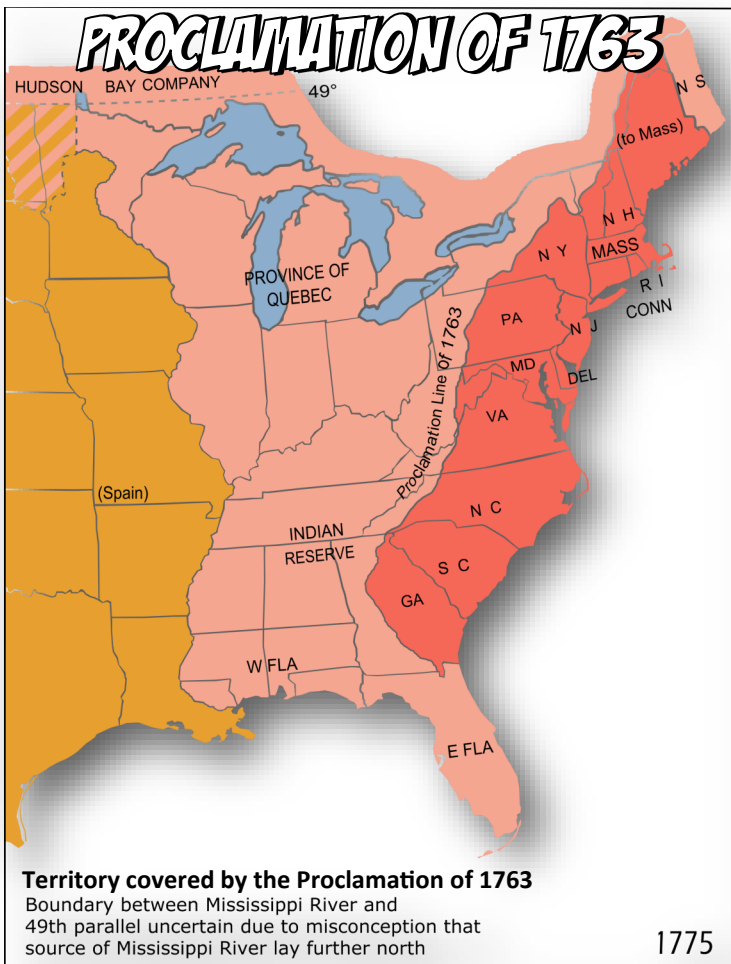 PROCLAMATION OF 1763
HUDSON BAY COMPANY
49°
N S
(to Mass)
N H
N Y
MASS
R I
CONN
PROVINCE OF
QUEBEC
PA
N J
Proclamation Line of 1763
MD
DEL
VA
(Spain)
N C
INDIAN
RESERVE
S C
GA
W FLA
E FLA
Territory covered by the Proclamation of 1763
Boundary between Mississippi River and
49th parallel uncertain due to misconception that
source of Mississippi River lay further north
1775